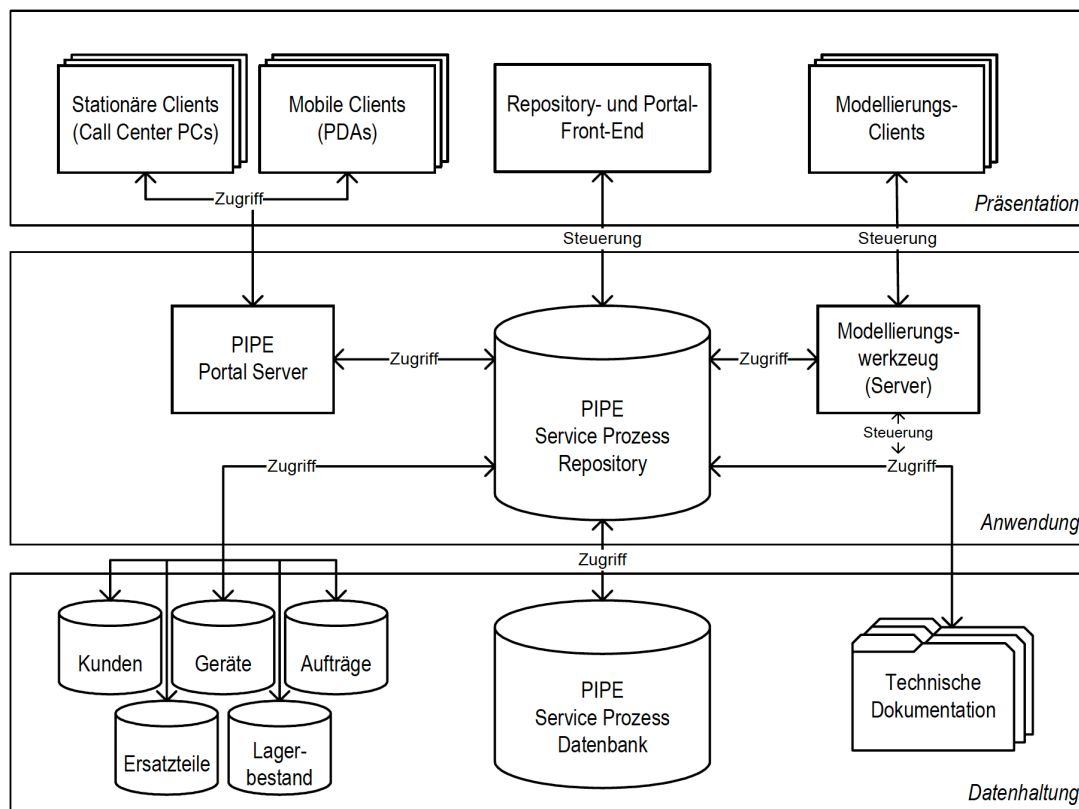 Stationäre Clients
(Call Center PCs)
Mobile Clients
(PDAs)
Repository- und Portal-
Front-End
Modellierungs-
Clients
Zugriff
Präsentation
Steuerung
Steuerung
PIPE
Portal Server
Zugriff
PIPE
Service Prozess
Repository
Zugriff
Modellierungs-
werkzeug
(Server)
Steuerung
Zugriff
Zugriff
Anwendung
Zugriff
Kunden
Geräte
Aufträge
Ersatzteile
Lager-
bestand
PIPE
Service Prozess
Datenbank
Technische
Dokumentation
Datenhaltung